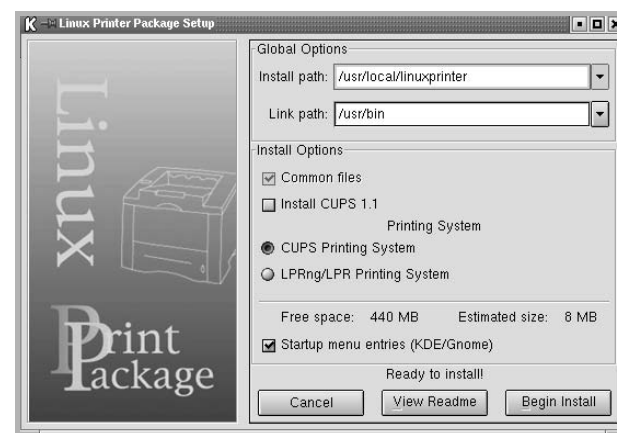 Linux Printer Package Setup
Linux
Print
Package
Global Options
Install path: /usr/local/linuxprinter
Link path: /usr/bin
Install Options
Common files
Install CUPS 1.1
Printing System
CUPS Printing System
LPRng/LPR Printing System
Free space: 440 MB Estimated size: 8 MB
Startup menu entries (KDE/Gnome)
Ready to install!
Cancel View Readme Begin Install